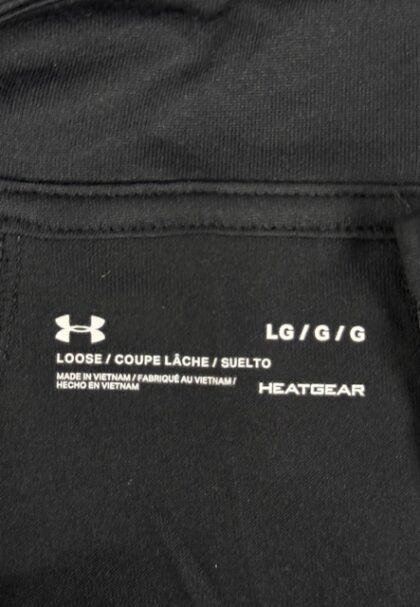 LG / G / G
LOOSE / COUPE LÂCHE / SUELTO
MADE IN VIETNAM / FABRIQUÉ AU VIETNAM /
HECHO EN VIETNAM
HEATGEAR